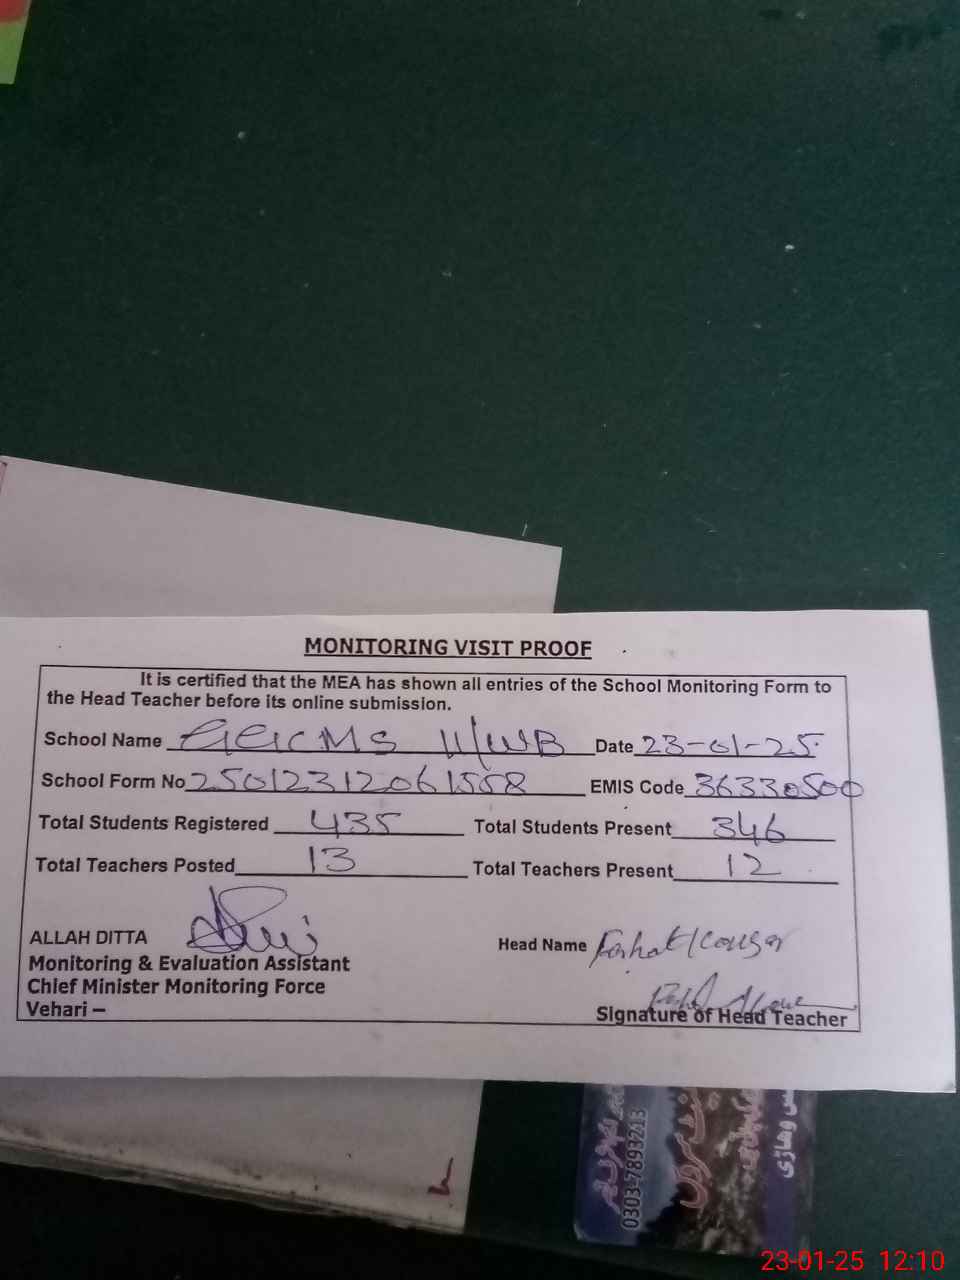 MONITORING VISIT PROOF
It is certified that the MEA has shown all entries of the School Monitoring Form to
the Head Teacher before its online submission.
School Name GGCMS 11/WB Date 23-01-25
School Form No 25012312061558 EMIS Code 36330500
Total Students Registered 435 Total Students Present 346
Total Teachers Posted 13 Total Teachers Present 12
ALLAH DITTA
Head Name Farhat Kousar
Monitoring & Evaluation Assistant
Chief Minister Monitoring Force
Vehari –
Signature of Head Teacher
0303-7893213
23-01-25 12:10